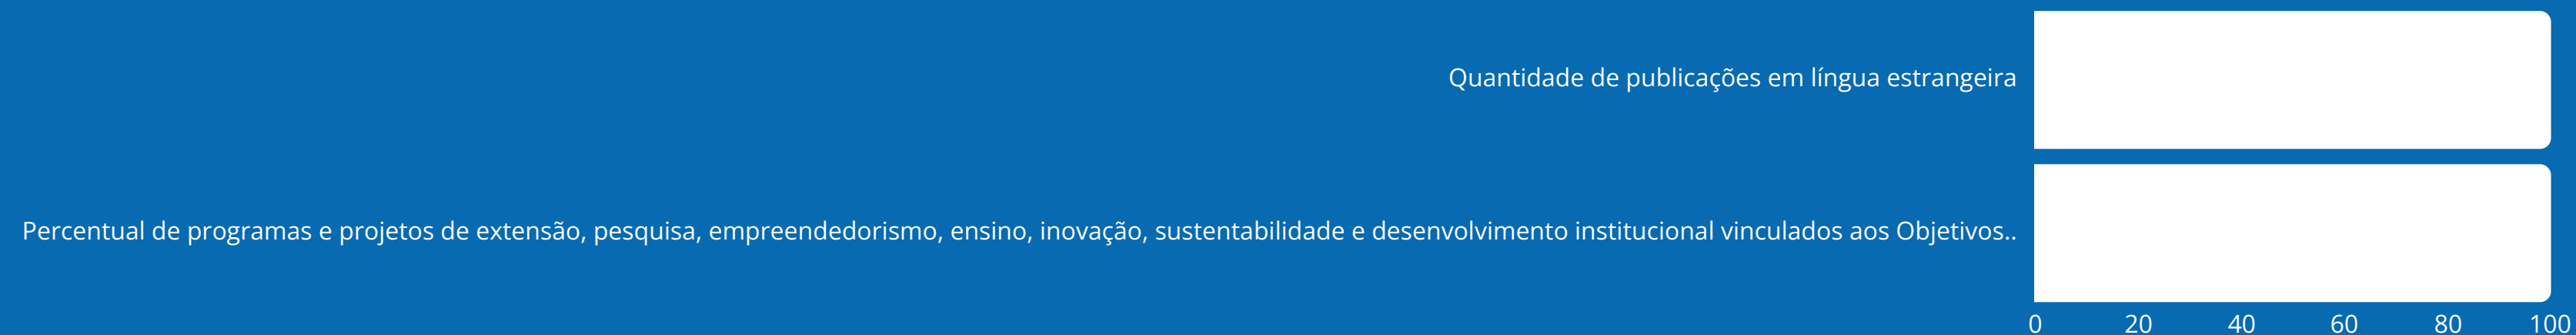 Quantidade de publicações em língua estrangeira
Percentual de programas e projetos de extensão, pesquisa, empreendedorismo, ensino, inovação, sustentabilidade e desenvolvimento institucional vinculados aos Objetivos..
0 20 40 60 80 100